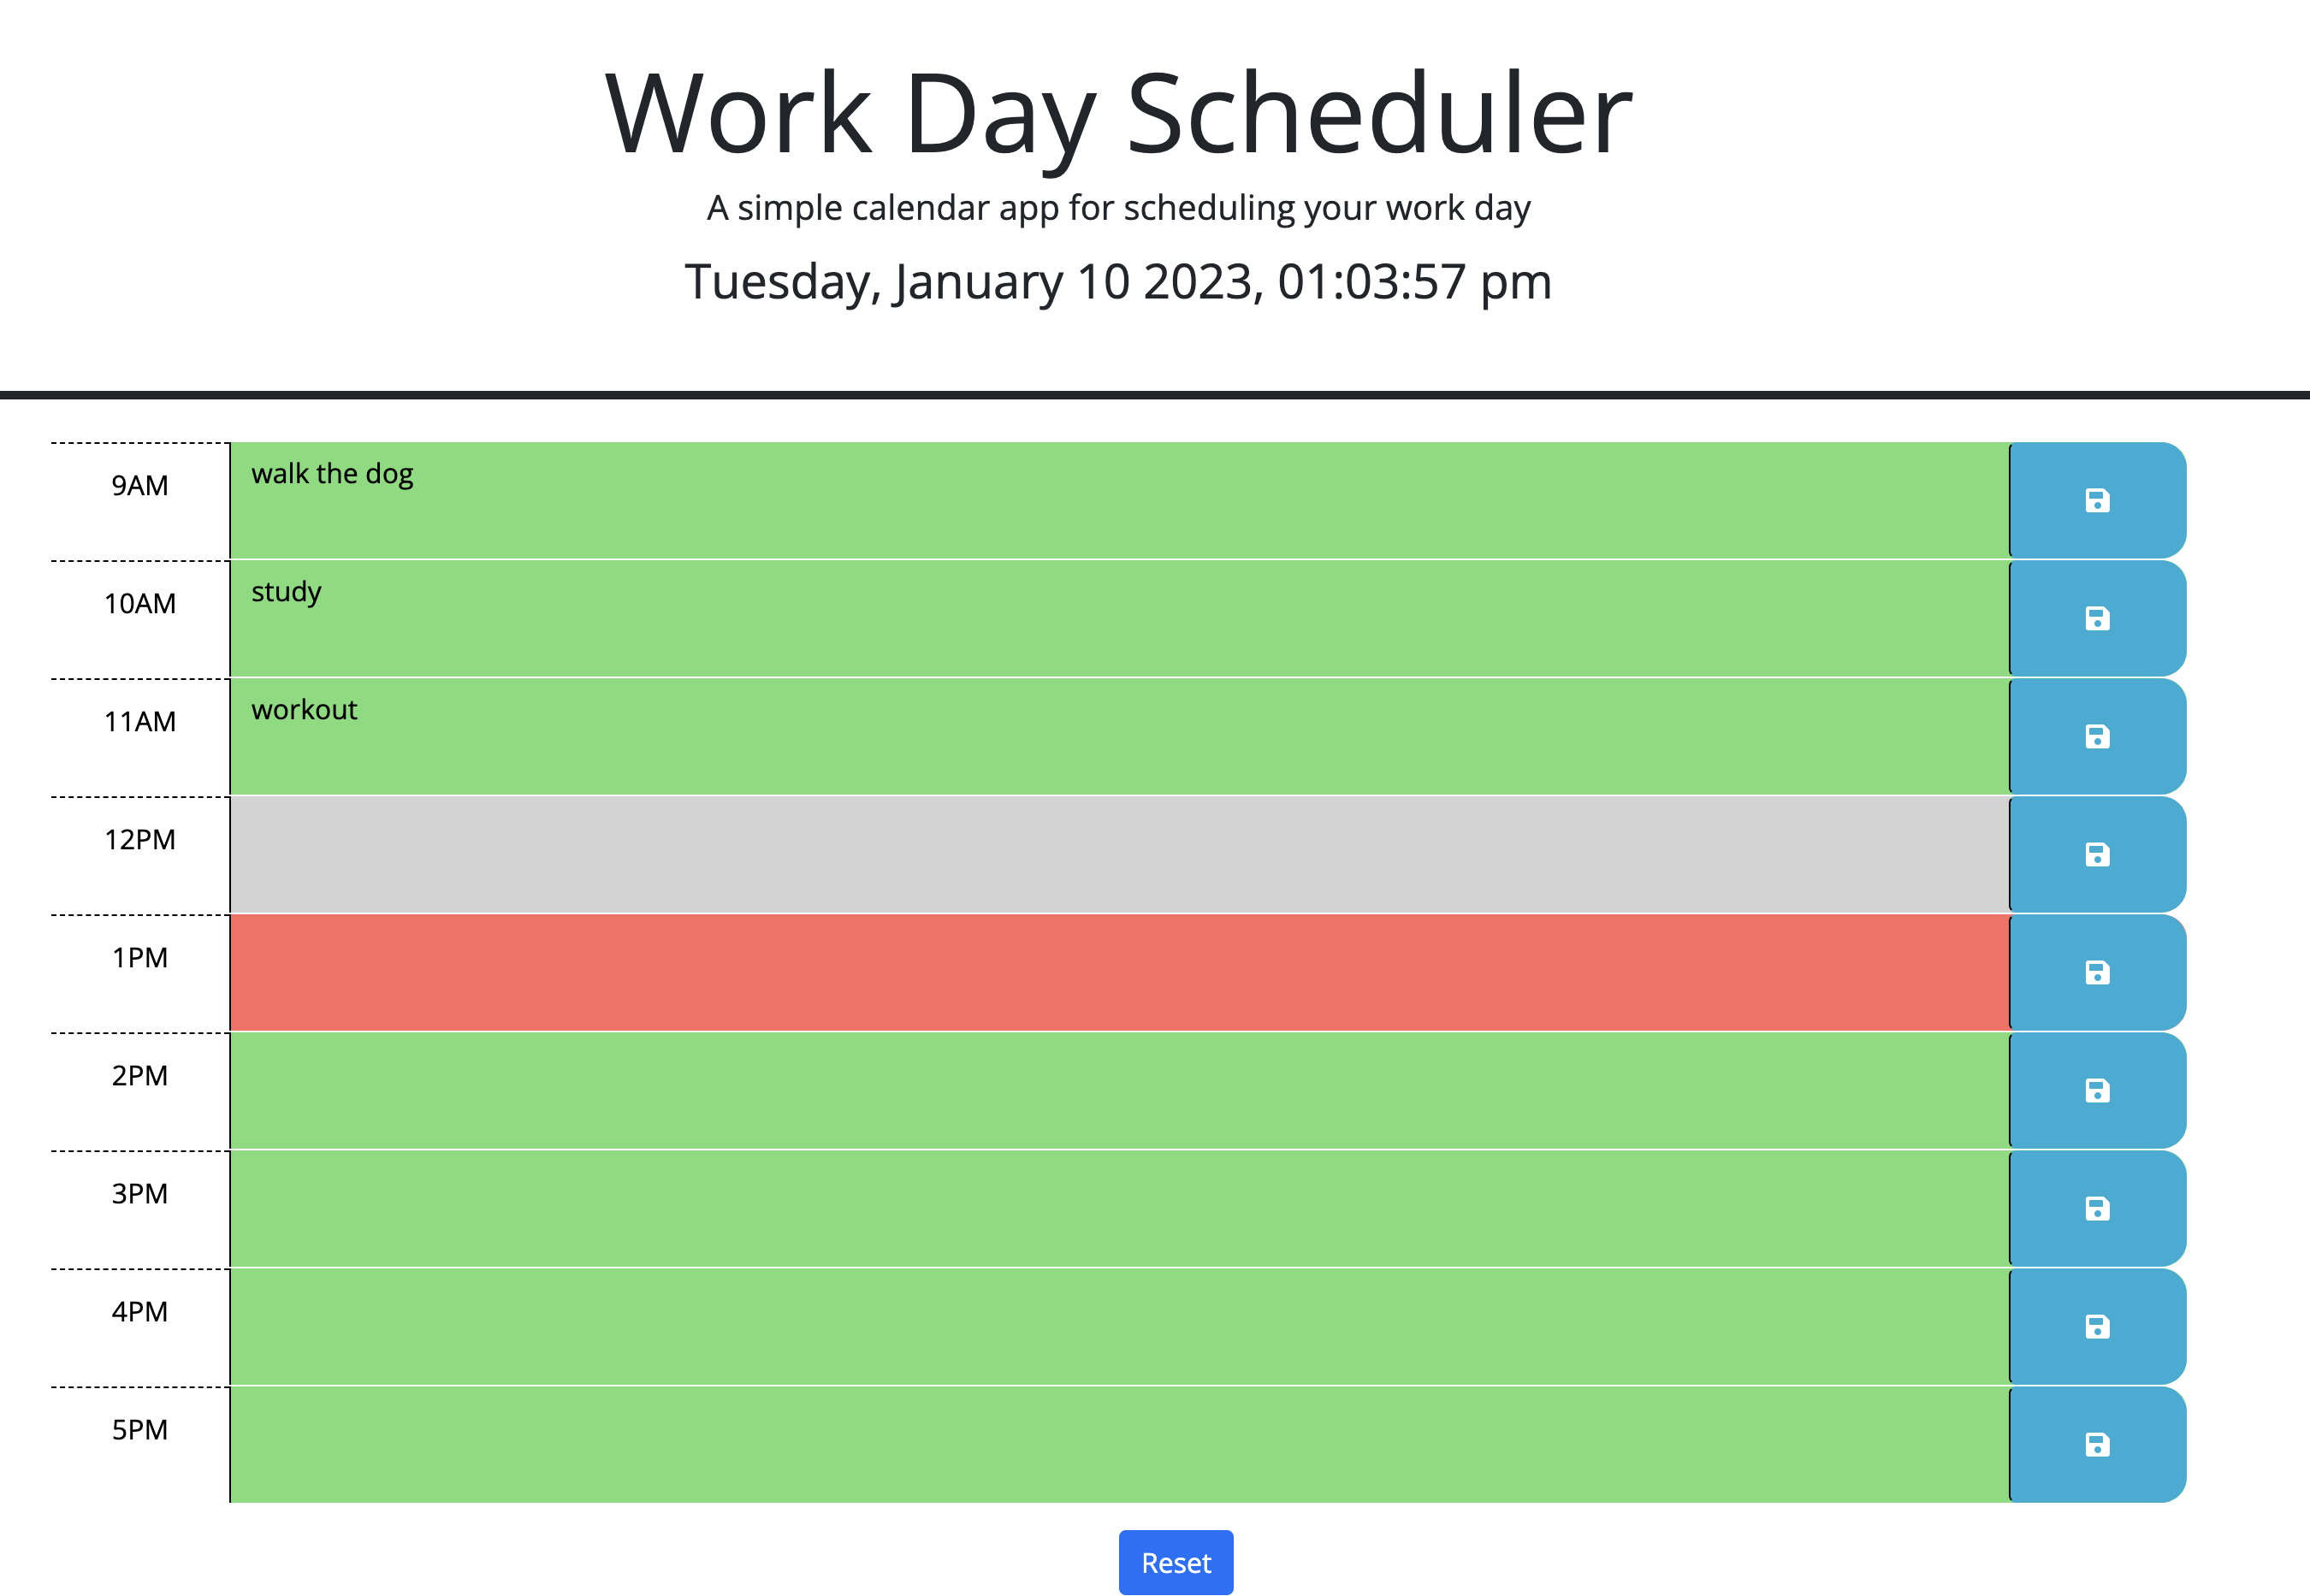 Work Day Scheduler
A simple calendar app for scheduling your work day
Tuesday, January 10 2023, 01:03:57 pm
9AM
walk the dog
10AM
study
11AM
workout
12PM
1PM
2PM
3PM
4PM
5PM
Reset